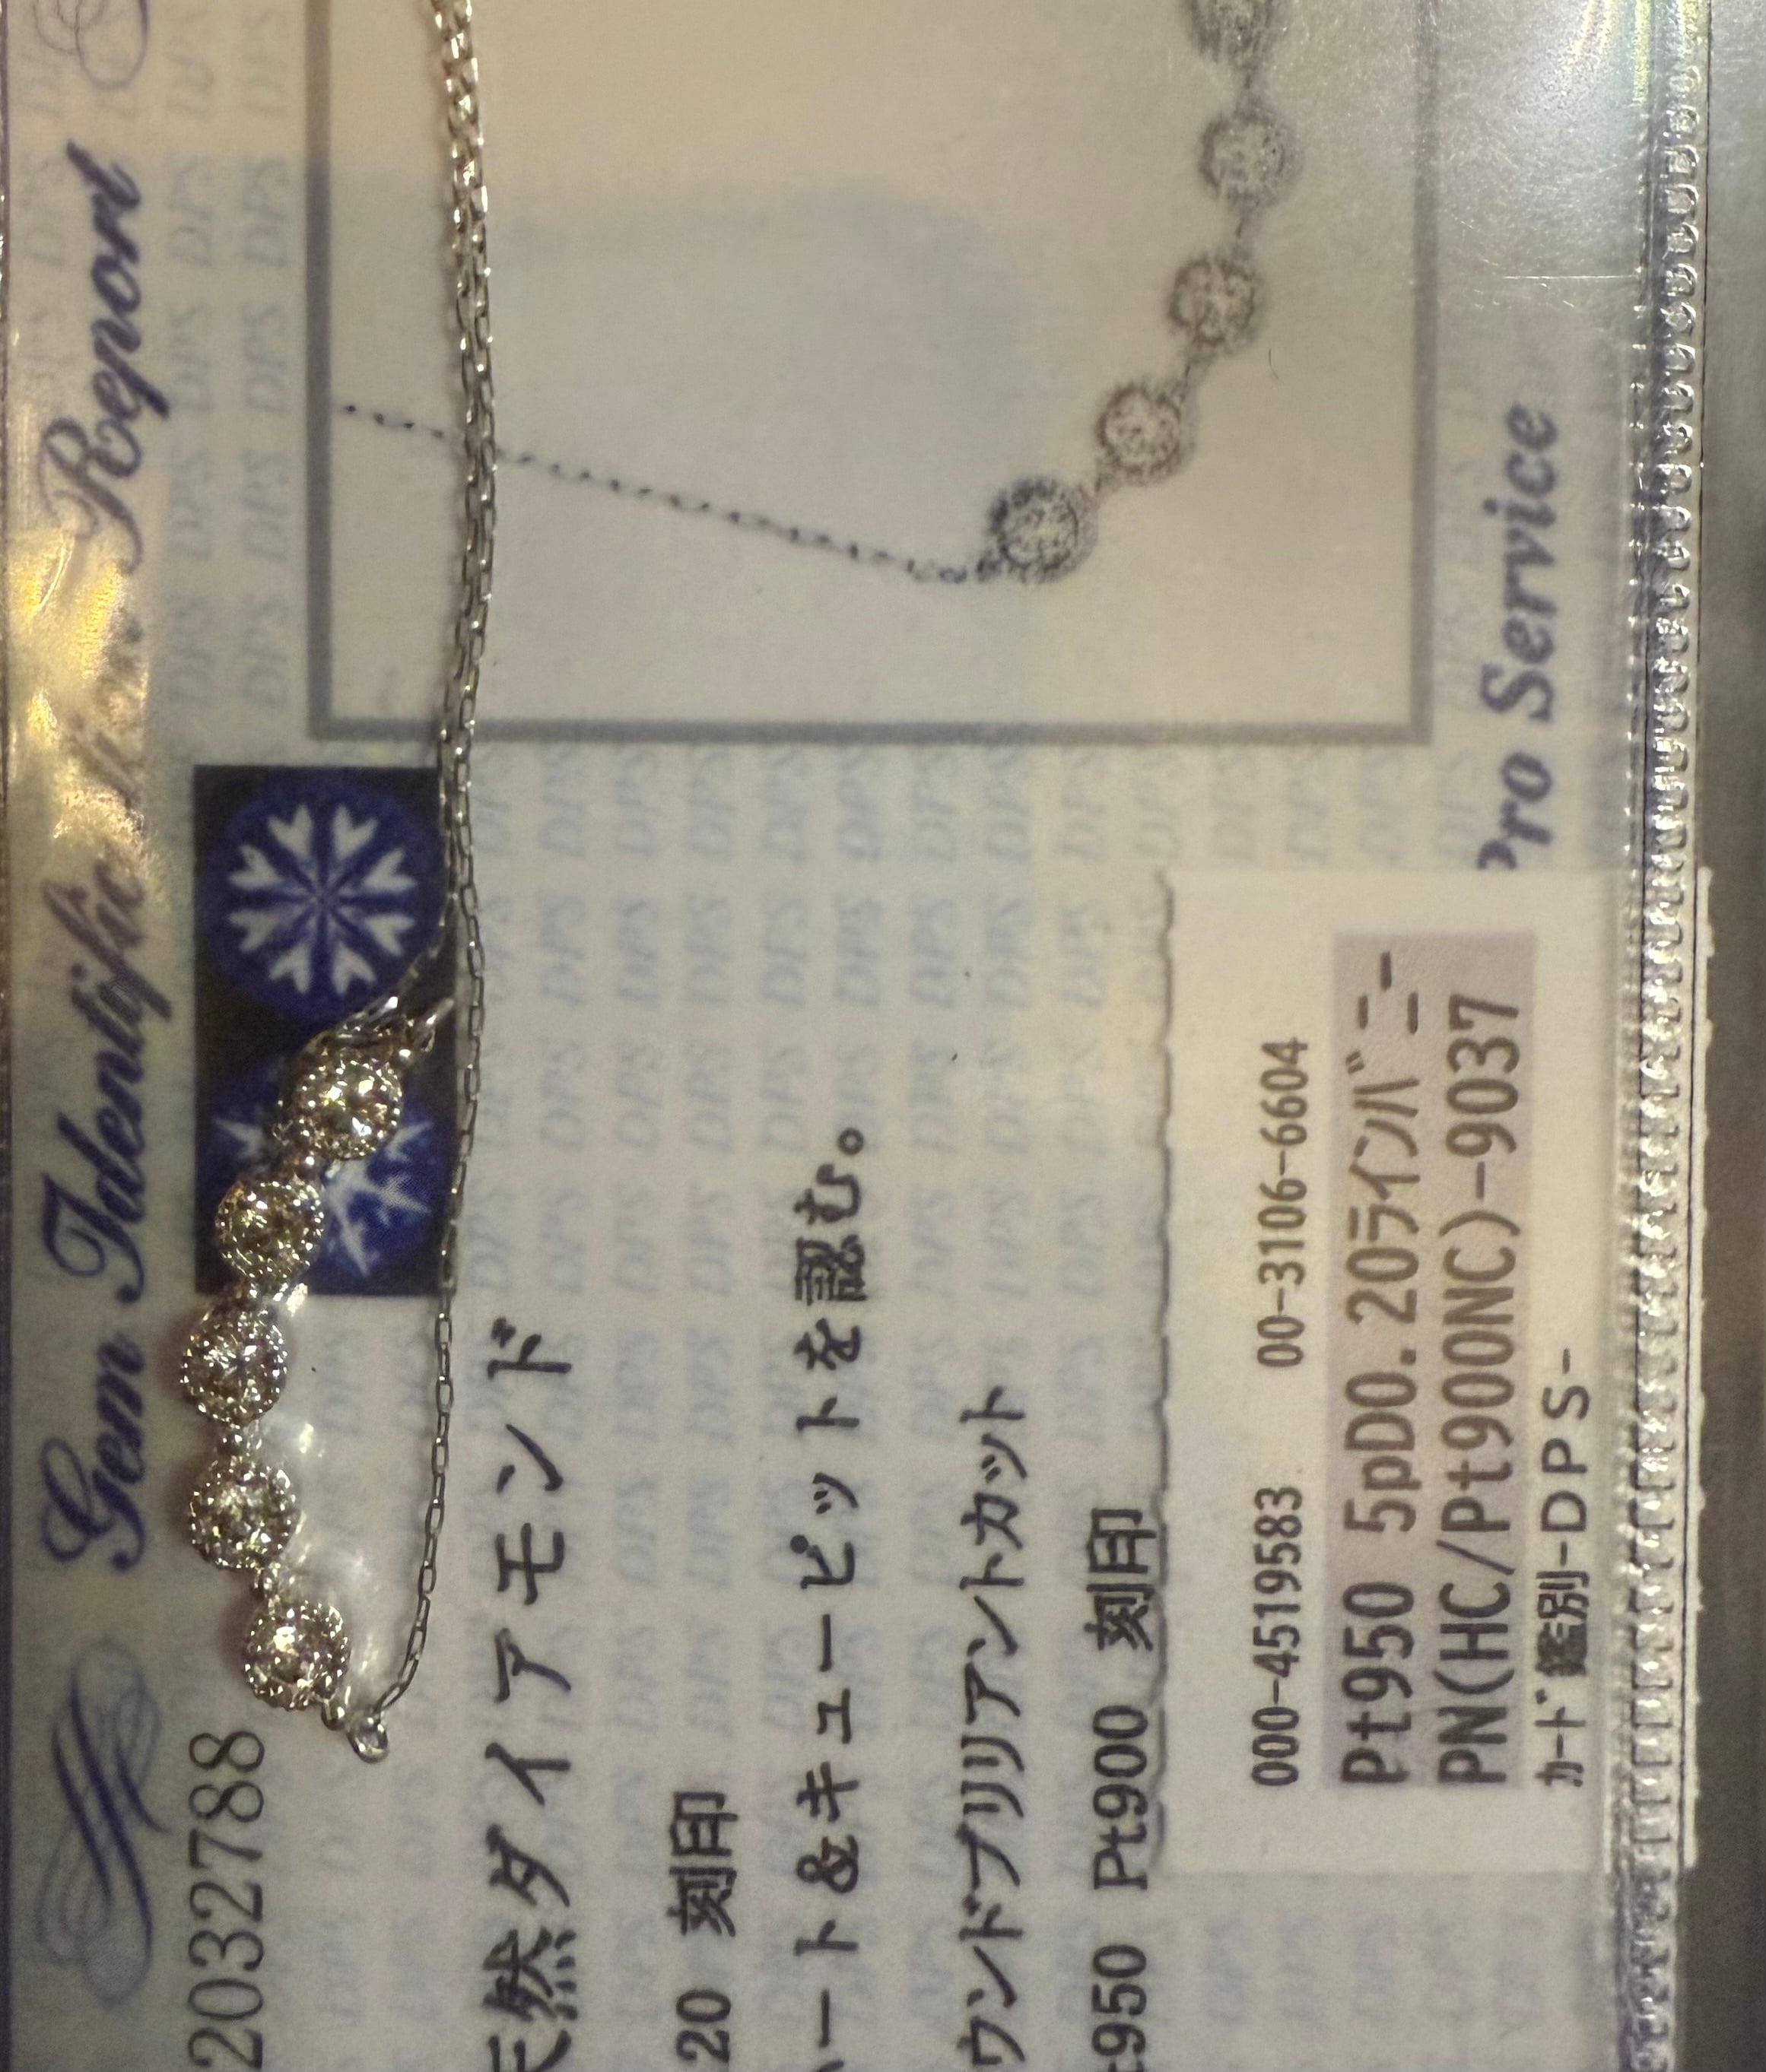 Gem Identific Report
2032788
天然ダイアモンド
20 刻印
ハート&キューピットを認む。
ウンドブリリアントカット
t950 Pt900 刻印
Pro Service
000-4519583 00-3106-6604
Pt950 5pD0.20ラインバニー
PN(HC/Pt900NC)-9037
カード鑑別-DPS-